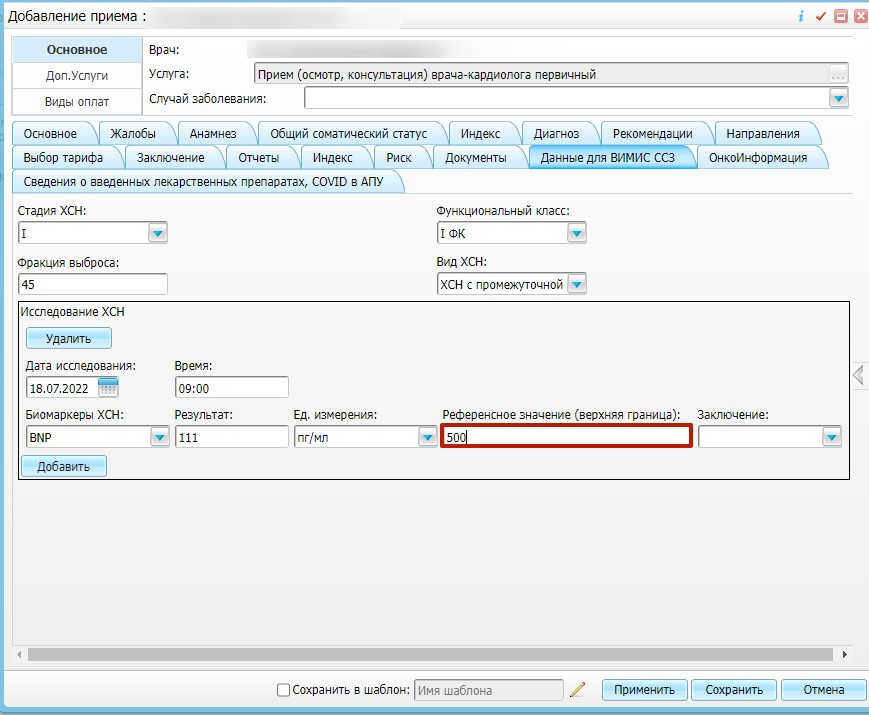 Добавление приема :
Основное
Доп.Услуги
Виды оплат
Врач:
Услуга: Прием (осмотр, консультация) врача-кардиолога первичный ...
Случай заболевания:
Основное Жалобы Анамнез Общий соматический статус Индекс Диагноз Рекомендации Направления
Выбор тарифа Заключение Отчеты Индекс Риск Документы Данные для ВИМИС ССЗ ОнкоИнформация
Сведения о введенных лекарственных препаратах, COVID в АПУ
Стадия ХСН: Функциональный класс:
I I ФК
Фракция выброса: Вид ХСН:
45 ХСН с промежуточной
Исследование ХСН
Удалить
Дата исследования: Время:
18.07.2022 09:00
Биомаркеры ХСН: Результат: Ед. измерения: Референсное значение (верхняя граница): Заключение:
BNP 111 пг/мл 500
Добавить
Сохранить в шаблон: Имя шаблона Применить Сохранить Отмена